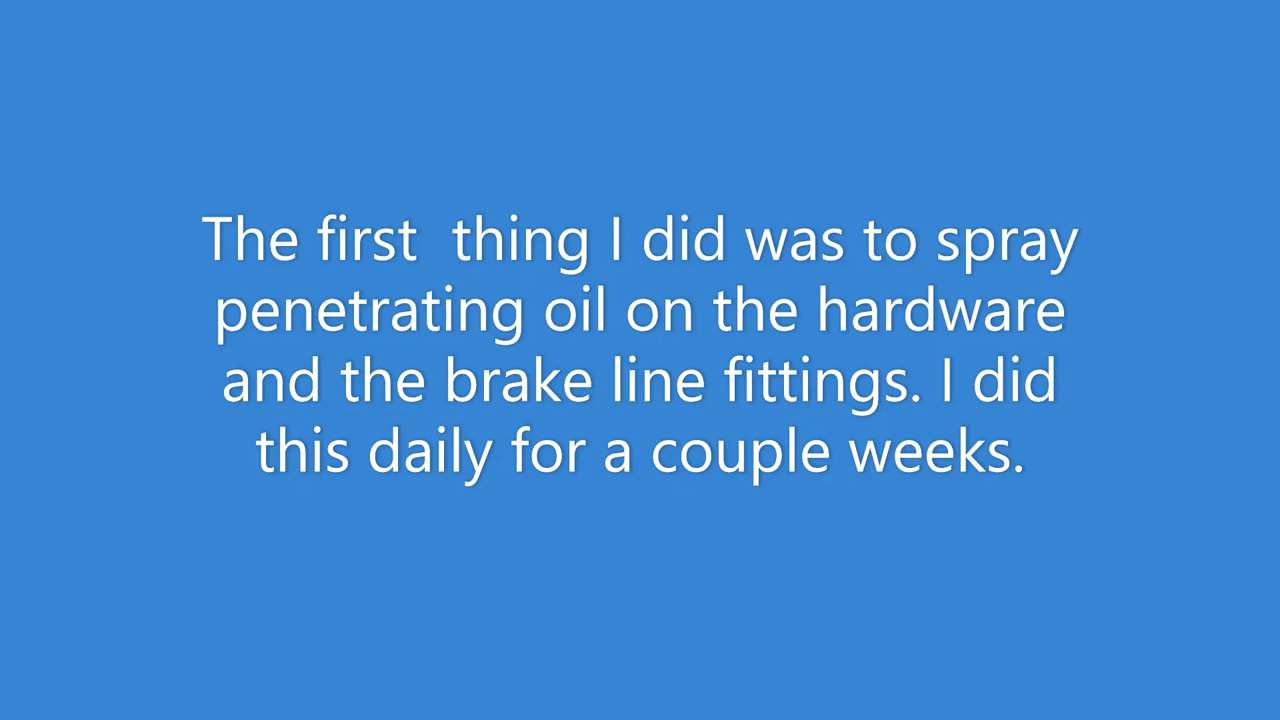 The first  thing I did was to spray
penetrating oil on the hardware
and the brake line fittings. I did
this daily for a couple weeks.